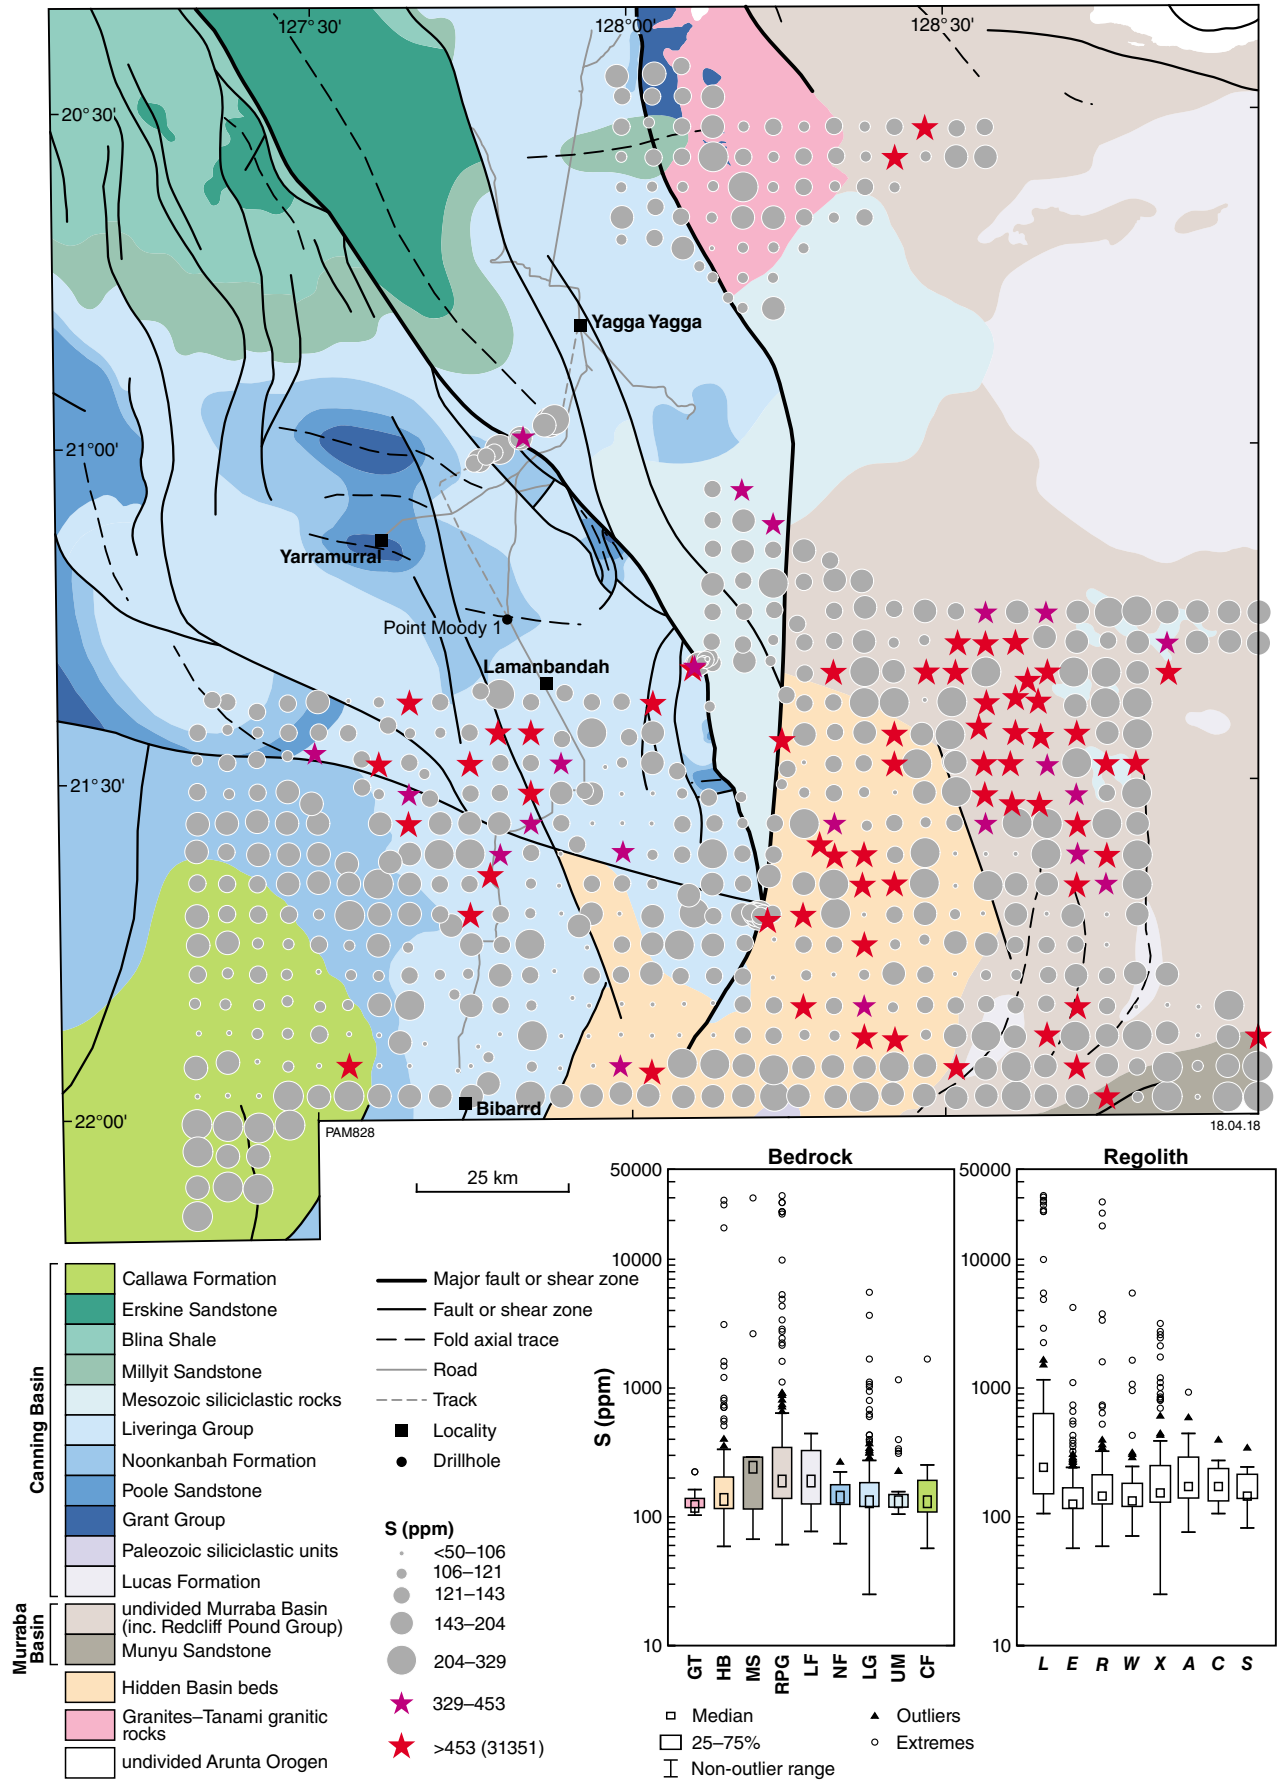 127°30'
128°00'
128°30'
20°30'
Yagga Yagga
21°00'
Yarramurral
Point Moody 1
Lamanbandah
21°30'
Bibarrd
22°00'
PAM828
18.04.18
25 km
Canning Basin
Callawa Formation
Erskine Sandstone
Blina Shale
Millyit Sandstone
Mesozoic siliciclastic rocks
Liveringa Group
Noonkanbah Formation
Poole Sandstone
Grant Group
Paleozoic siliciclastic units
Lucas Formation
Murraba
Basin
undivided Murraba Basin
(inc. Redcliff Pound Group)
Munyu Sandstone
Hidden Basin beds
Granites–Tanami granitic
rocks
undivided Arunta Orogen
Major fault or shear zone
Fault or shear zone
Fold axial trace
Road
Track
Locality
Drillhole
S (ppm)
<50–106
106–121
121–143
143–204
204–329
329–453
>453 (31351)
Bedrock
S (ppm)
50000
10000
1000
100
10
GT HB MS RPG LF NF LG UM CF
Regolith
50000
10000
1000
100
10
L E R W X A C S
Median
25–75%
Non-outlier range
Outliers
Extremes